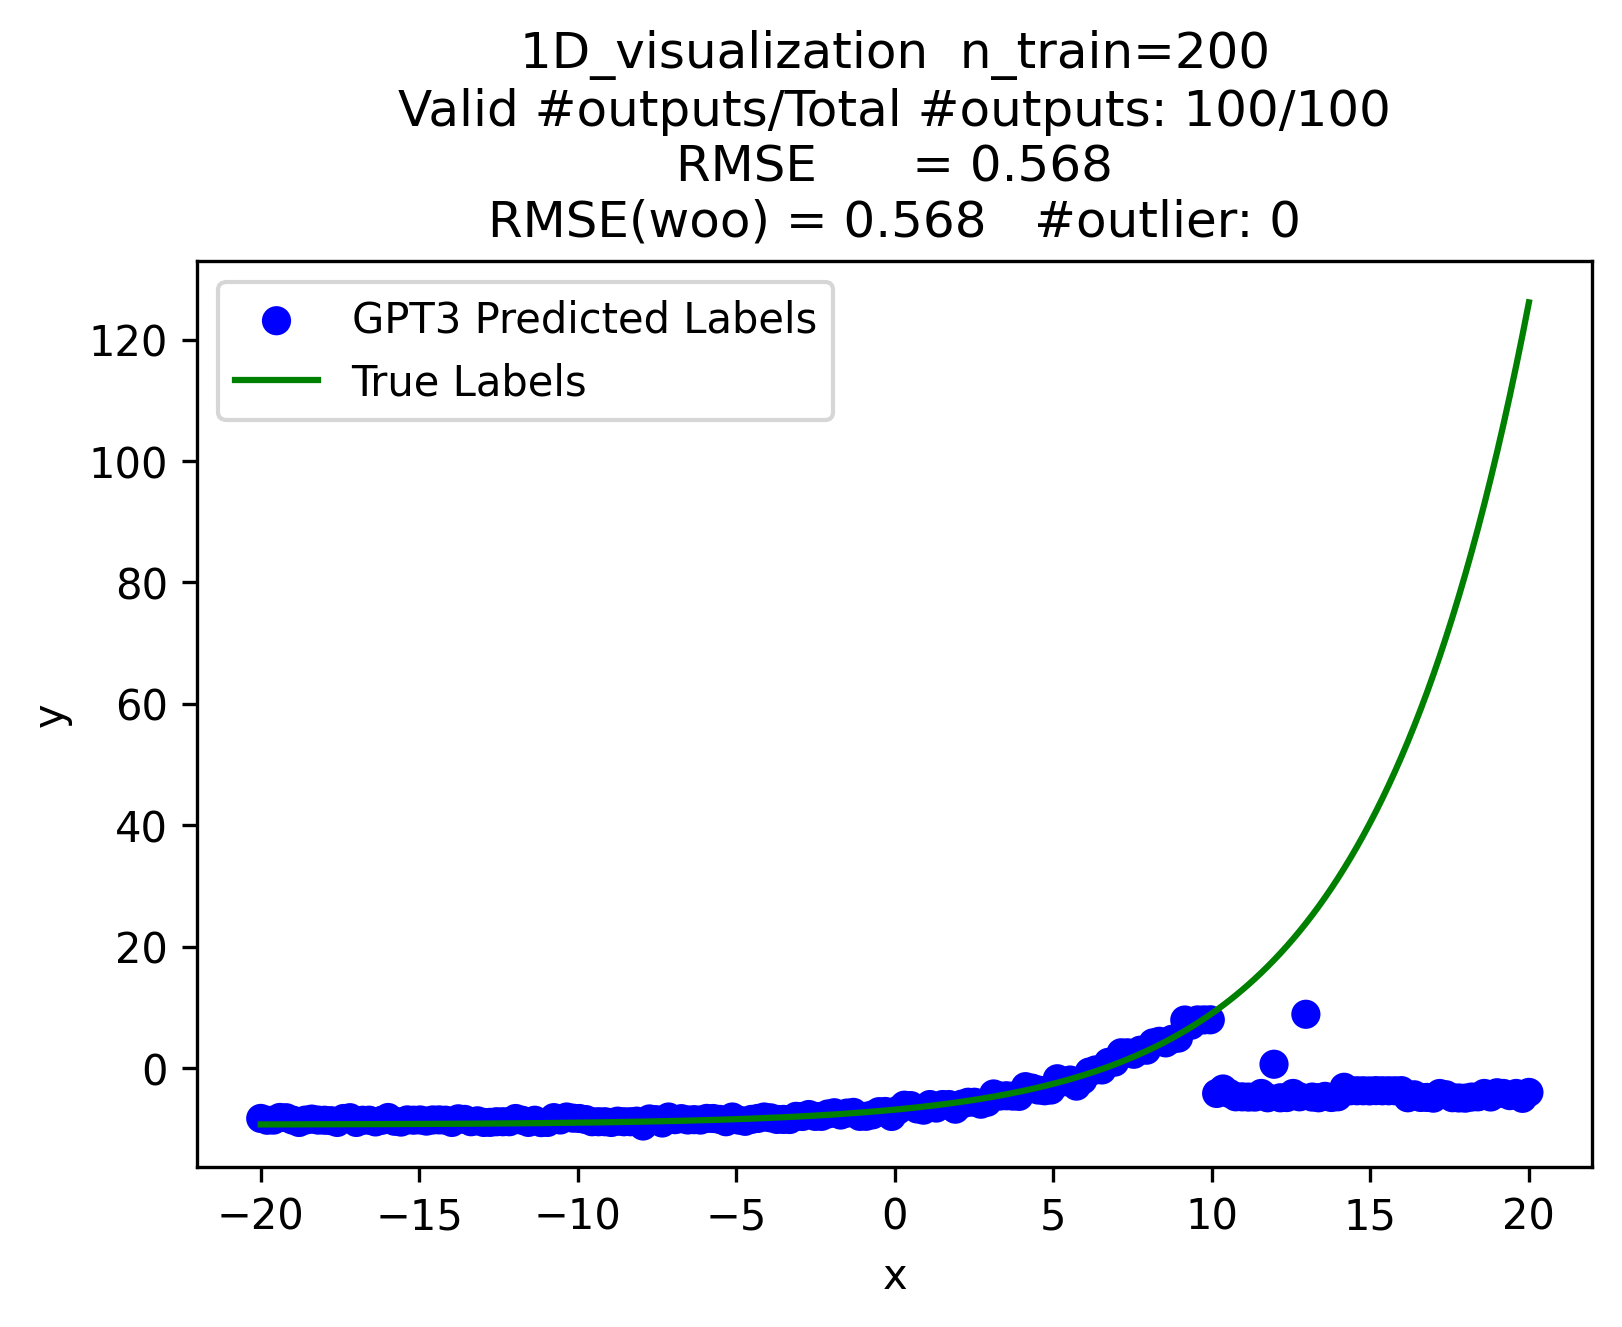 1D_visualization  n_train=200
Valid #outputs/Total #outputs: 100/100
RMSE      = 0.568
RMSE(woo) = 0.568   #outlier: 0
GPT3 Predicted Labels
True Labels
120
100
80
60
40
20
0
y
−20 −15 −10 −5 0 5 10 15 20
x